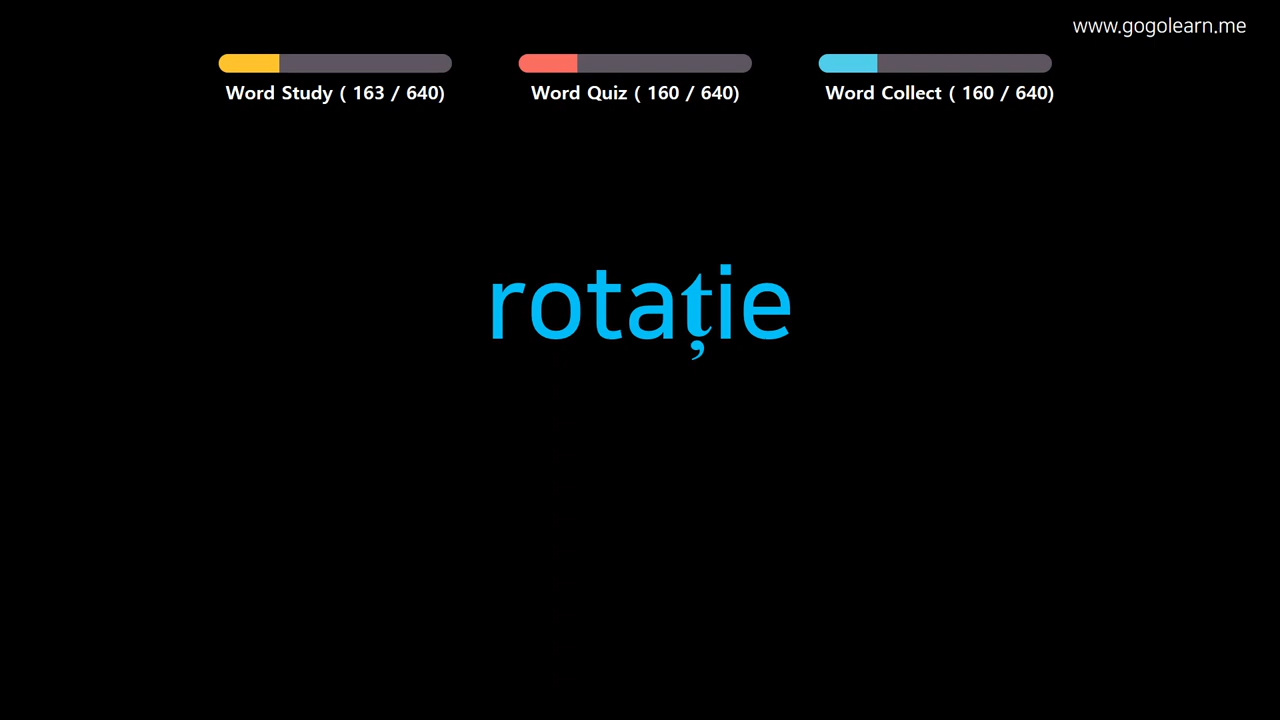 www.gogolearn.me
Word Study ( 163 / 640)
Word Quiz ( 160 / 640)
Word Collect ( 160 / 640)
rotație